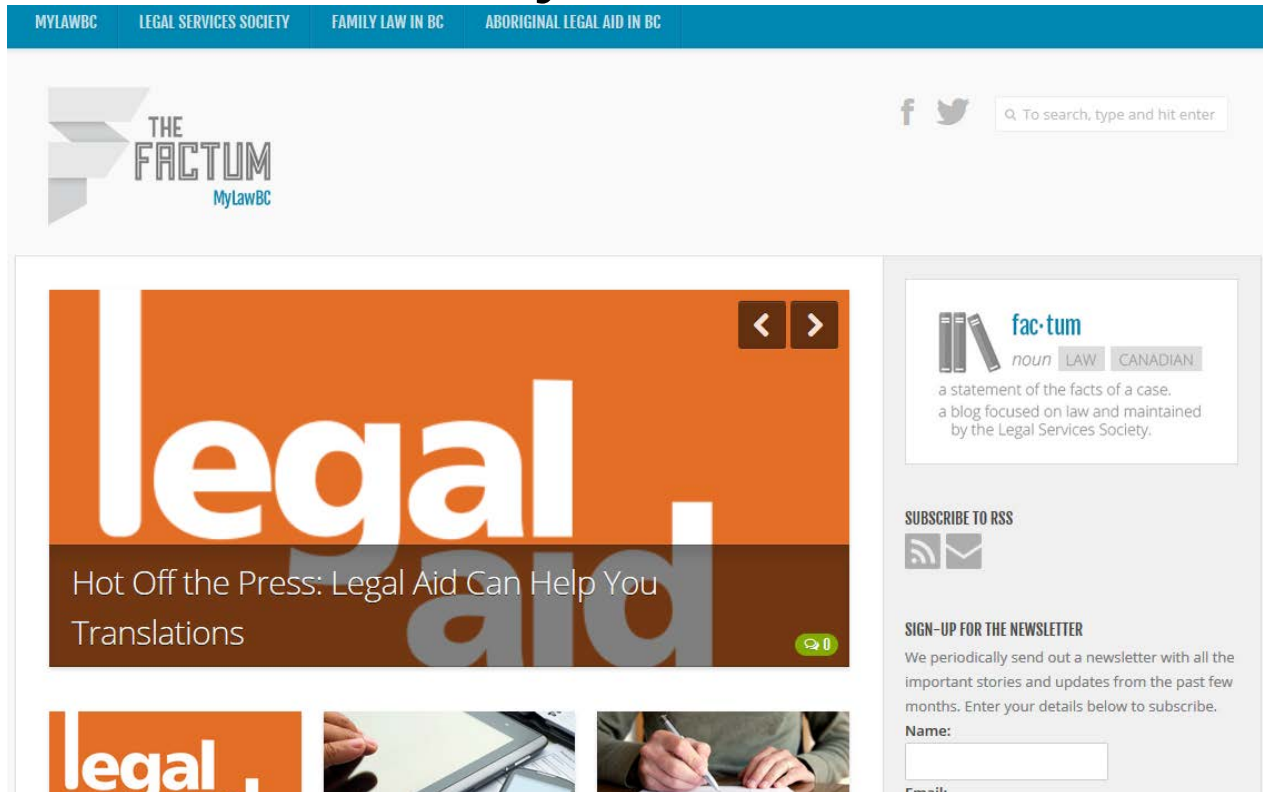 MYLAWBC LEGAL SERVICES SOCIETY FAMILY LAW IN BC ABORIGINAL LEGAL AID IN BC
THE
FACTUM
MyLawBC
f
To search, type and hit enter
legal
aid
Hot Off the Press: Legal Aid Can Help You
Translations
0
fac·tum
noun LAW CANADIAN
a statement of the facts of a case.
a blog focused on law and maintained
by the Legal Services Society.
SUBSCRIBE TO RSS
SIGN-UP FOR THE NEWSLETTER
We periodically send out a newsletter with all the
important stories and updates from the past few
months. Enter your details below to subscribe.
Name:
Email:
legal